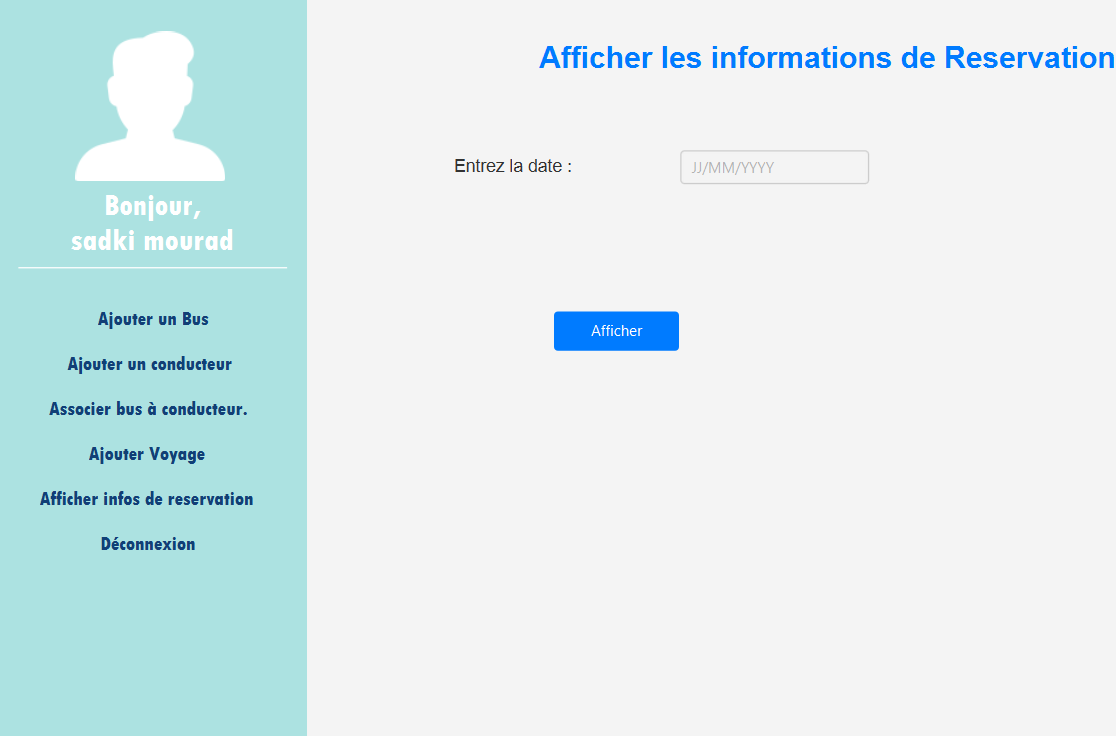 Bonjour,
sadki mourad
Ajouter un Bus
Ajouter un conducteur
Associer bus à conducteur.
Ajouter Voyage
Afficher infos de reservation
Déconnexion
Afficher les informations de Reservation
Entrez la date :
JJ/MM/YYYY
Afficher